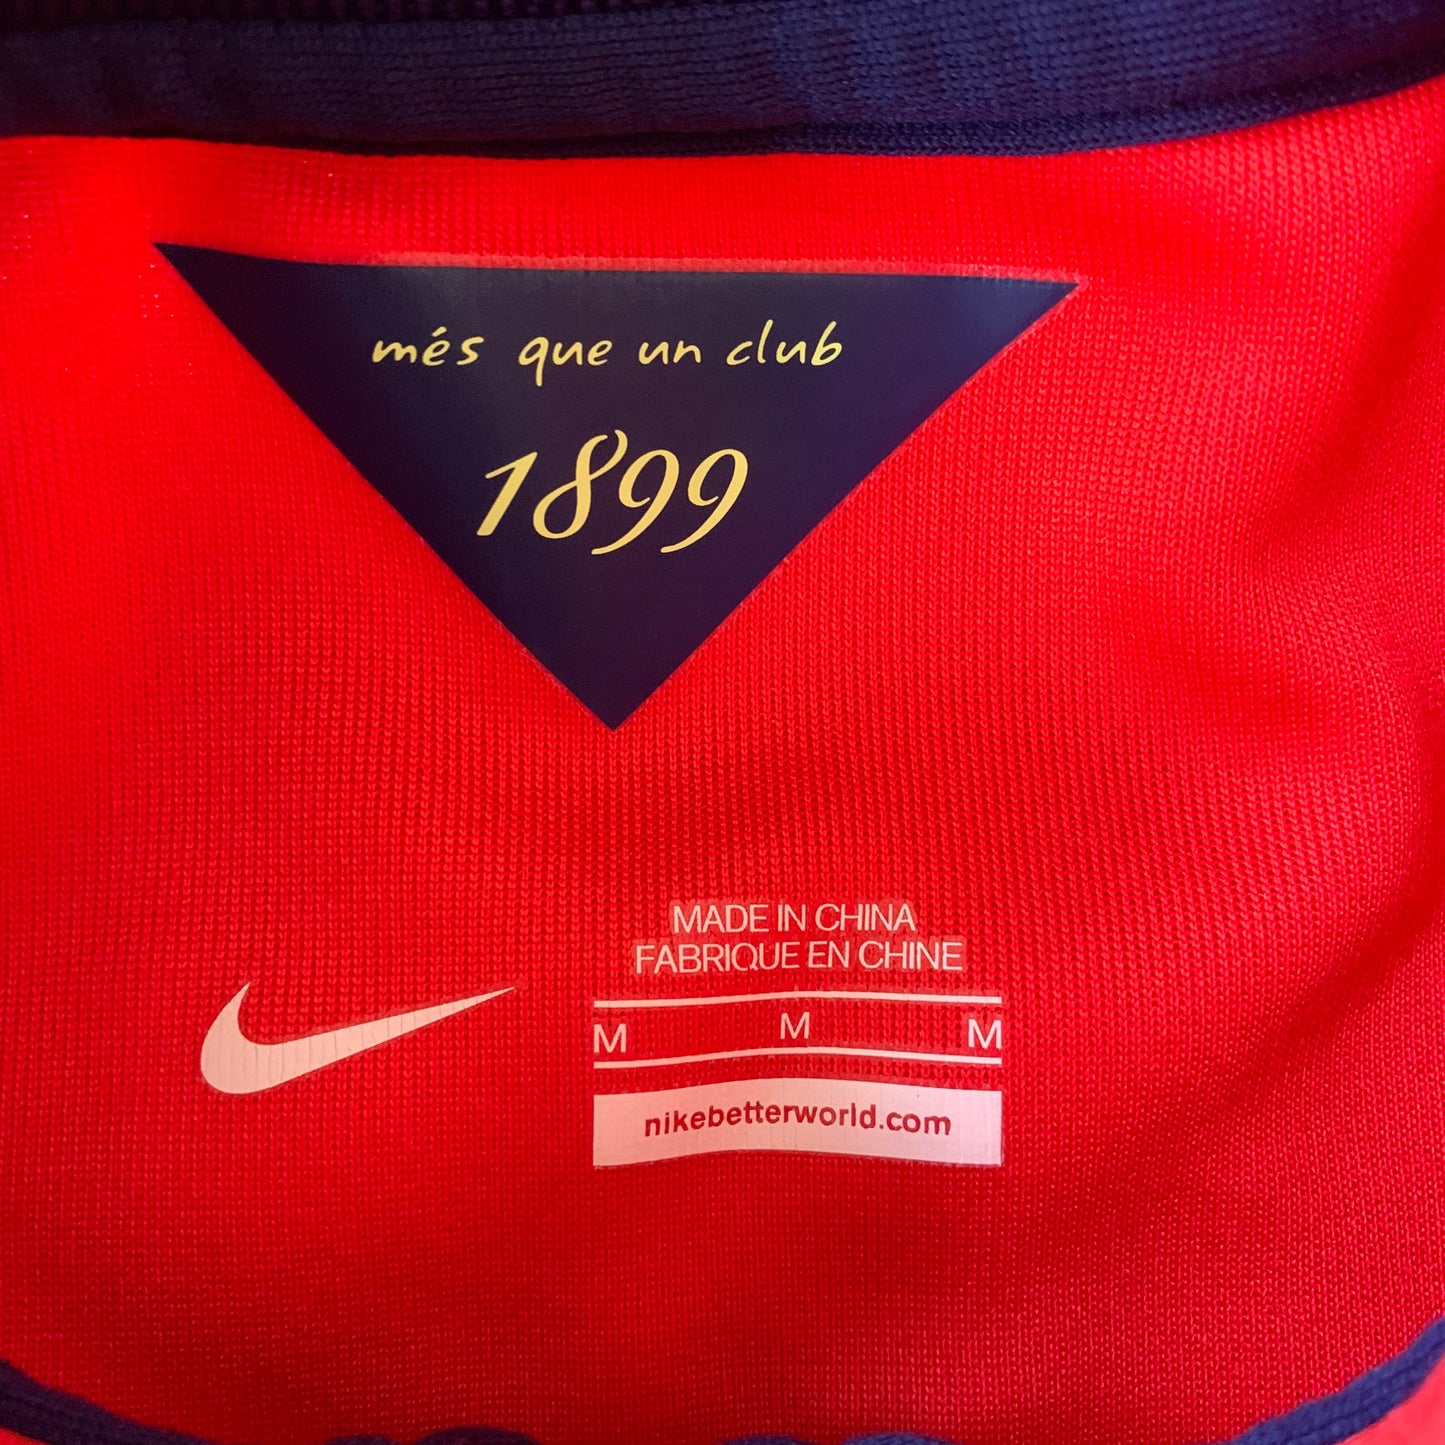 més que un club
1899
MADE IN CHINA
FABRIQUE EN CHINE
M M M
nikebetterworld.com